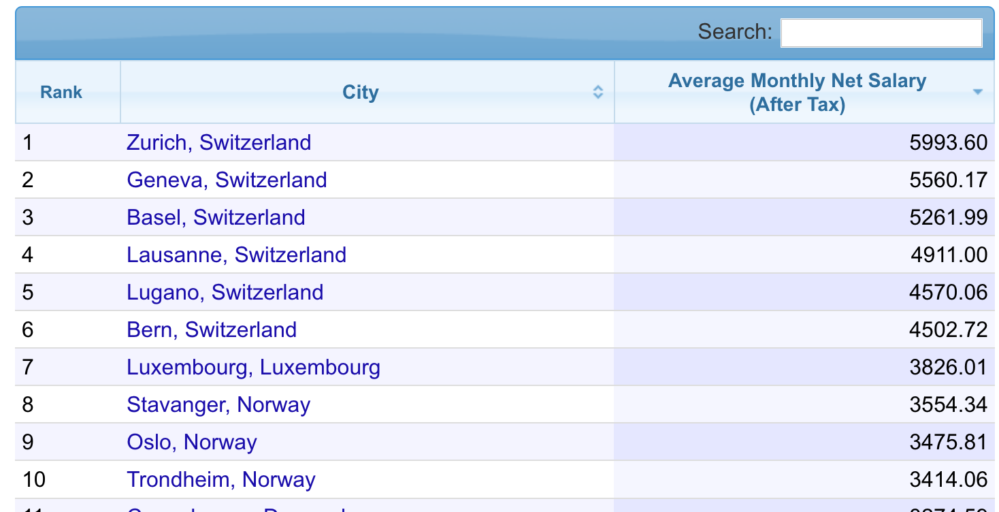 Search:
Rank City Average Monthly Net Salary
(After Tax)
1 Zurich, Switzerland 5993.60
2 Geneva, Switzerland 5560.17
3 Basel, Switzerland 5261.99
4 Lausanne, Switzerland 4911.00
5 Lugano, Switzerland 4570.06
6 Bern, Switzerland 4502.72
7 Luxembourg, Luxembourg 3826.01
8 Stavanger, Norway 3554.34
9 Oslo, Norway 3475.81
10 Trondheim, Norway 3414.06